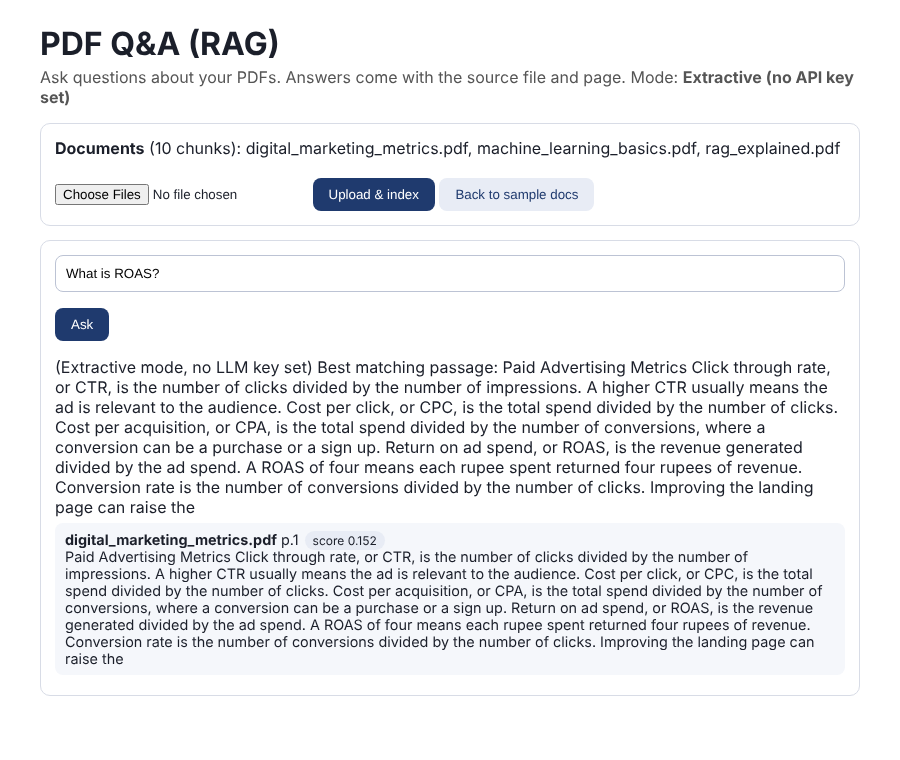 PDF Q&A (RAG)
Ask questions about your PDFs. Answers come with the source file and page. Mode: Extractive (no API key
set)
Documents (10 chunks): digital_marketing_metrics.pdf, machine_learning_basics.pdf, rag_explained.pdf
Choose Files No file chosen Upload & index Back to sample docs
What is ROAS?
Ask
(Extractive mode, no LLM key set) Best matching passage: Paid Advertising Metrics Click through rate,
or CTR, is the number of clicks divided by the number of impressions. A higher CTR usually means the
ad is relevant to the audience. Cost per click, or CPC, is the total spend divided by the number of clicks.
Cost per acquisition, or CPA, is the total spend divided by the number of conversions, where a
conversion can be a purchase or a sign up. Return on ad spend, or ROAS, is the revenue generated
divided by the ad spend. A ROAS of four means each rupee spent returned four rupees of revenue.
Conversion rate is the number of conversions divided by the number of clicks. Improving the landing
page can raise the
digital_marketing_metrics.pdf p.1 score 0.152
Paid Advertising Metrics Click through rate, or CTR, is the number of clicks divided by the number of
impressions. A higher CTR usually means the ad is relevant to the audience. Cost per click, or CPC, is the total
spend divided by the number of clicks. Cost per acquisition, or CPA, is the total spend divided by the number of
conversions, where a conversion can be a purchase or a sign up. Return on ad spend, or ROAS, is the revenue
generated divided by the ad spend. A ROAS of four means each rupee spent returned four rupees of revenue.
Conversion rate is the number of conversions divided by the number of clicks. Improving the landing page can
raise the